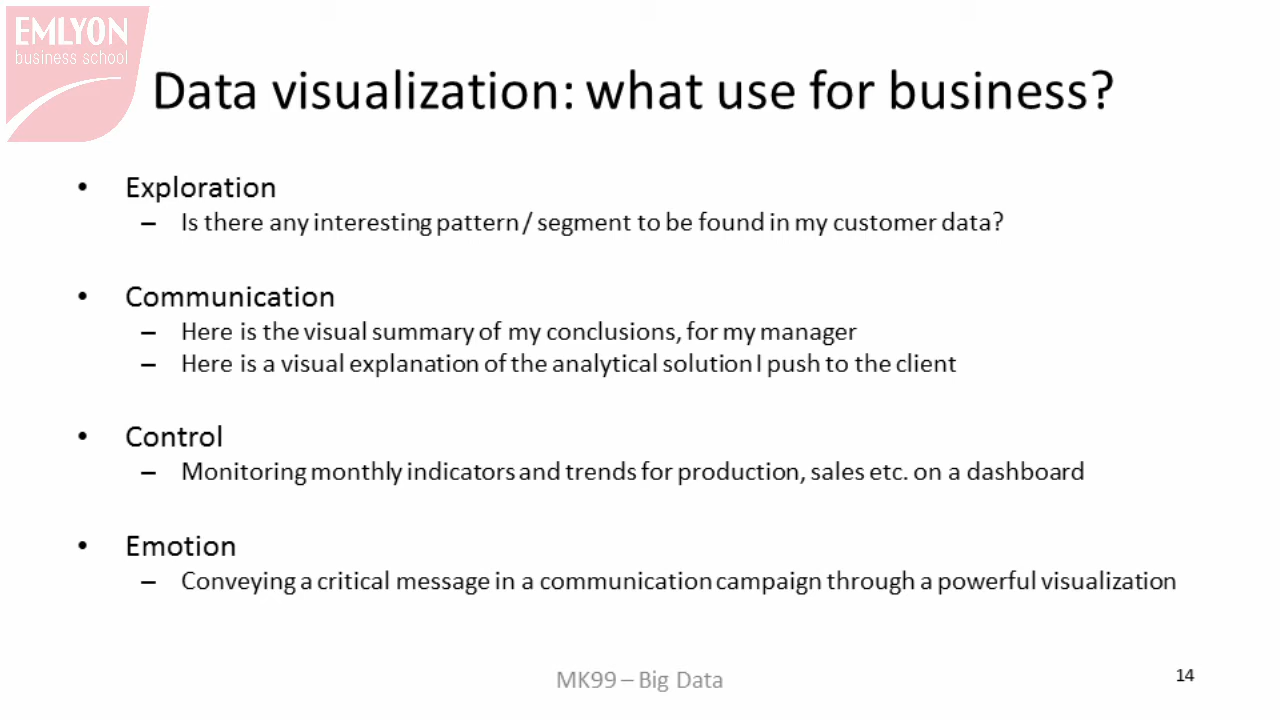 EMLYON
business school
Data visualization: what use for business?
• Exploration
– Is there any interesting pattern / segment to be found in my customer data?
• Communication
– Here is the visual summary of my conclusions, for my manager
– Here is a visual explanation of the analytical solution I push to the client
• Control
– Monitoring monthly indicators and trends for production, sales etc. on a dashboard
• Emotion
– Conveying a critical message in a communication campaign through a powerful visualization
MK99 – Big Data
14